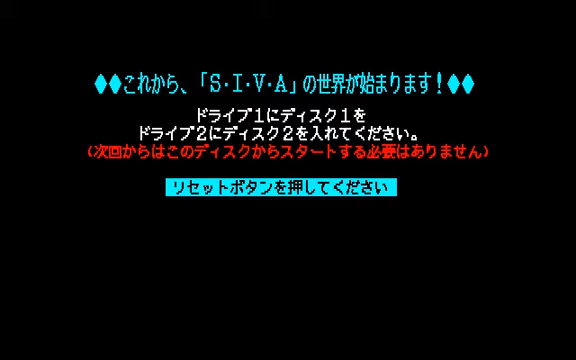 ♦♦これから、「S・I・V・A」の世界が始まります!♦♦
ドライブ1にディスク1を
ドライブ2にディスク2を入れてください。
(次回からはこのディスクからスタートする必要はありません)
リセットボタンを押してください